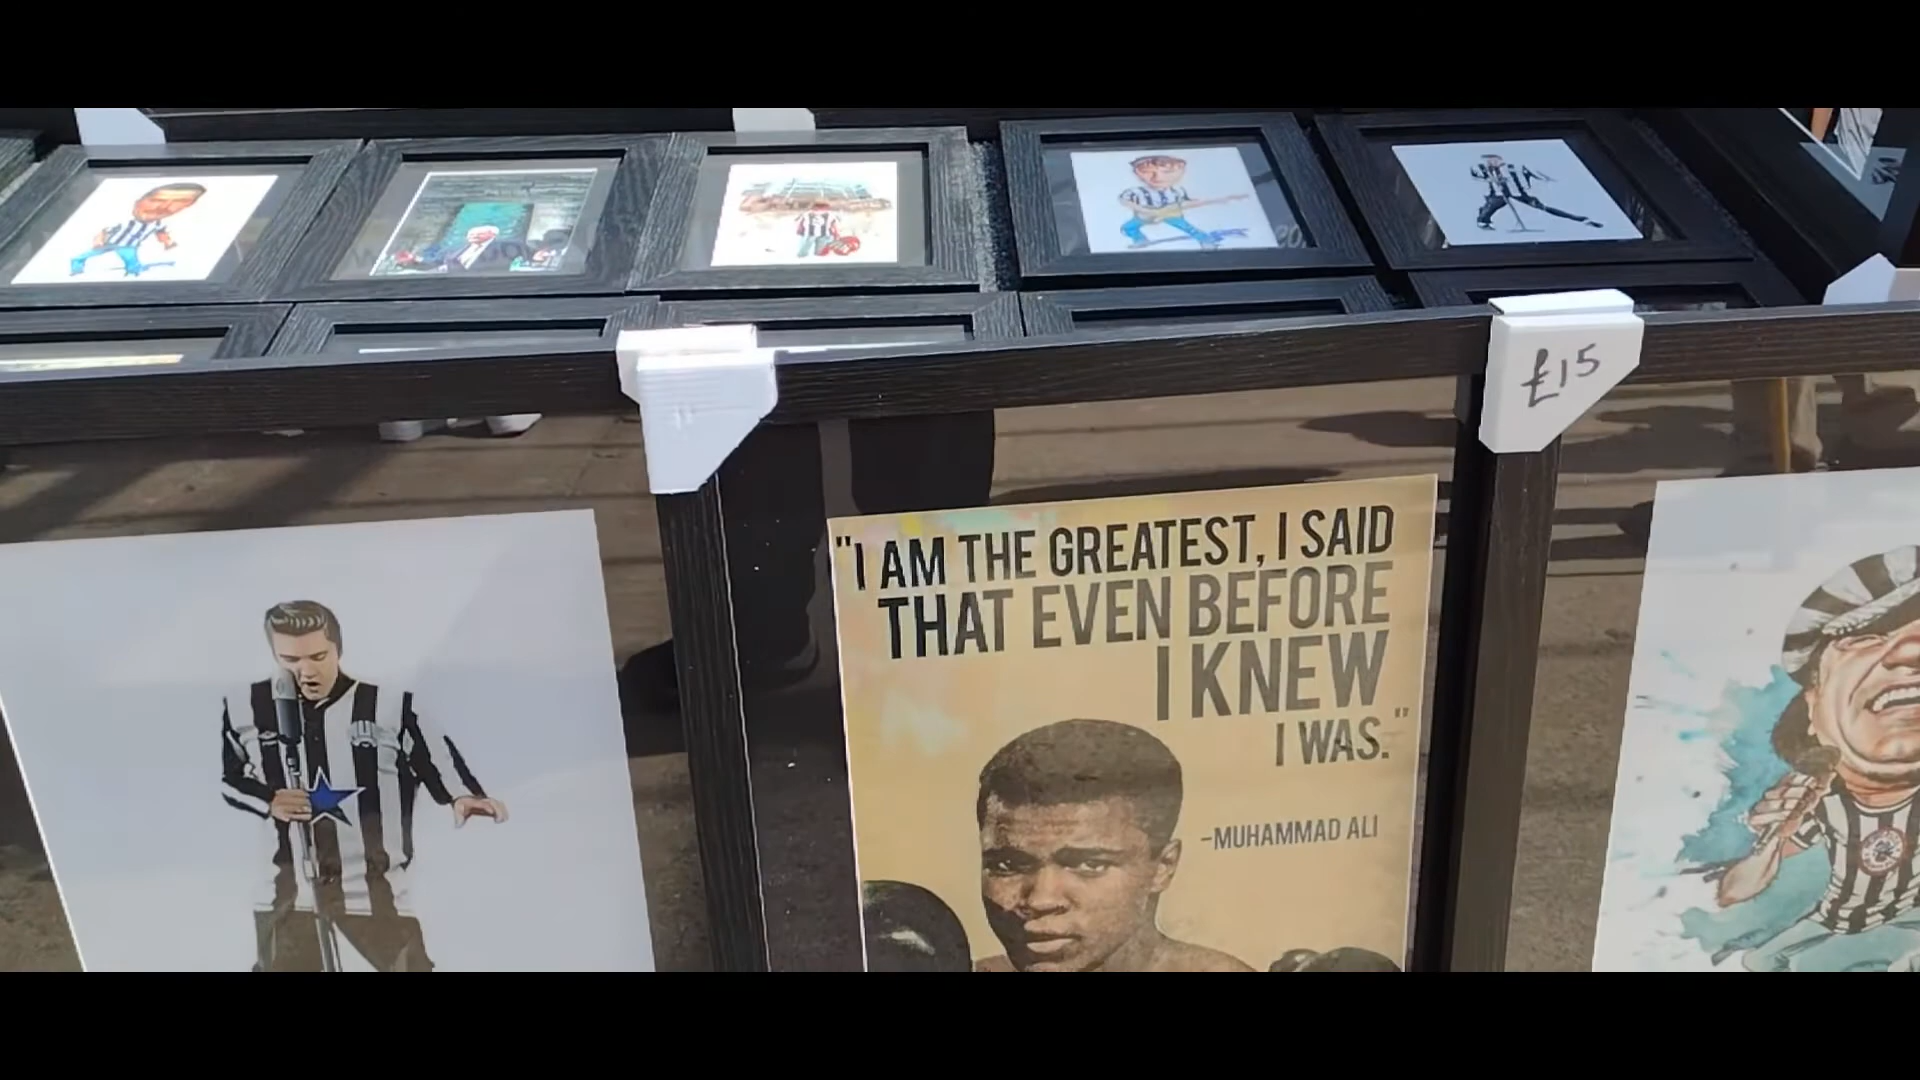 £15
"I AM THE GREATEST, I SAID
THAT EVEN BEFORE
I KNEW
I WAS."
-MUHAMMAD ALI